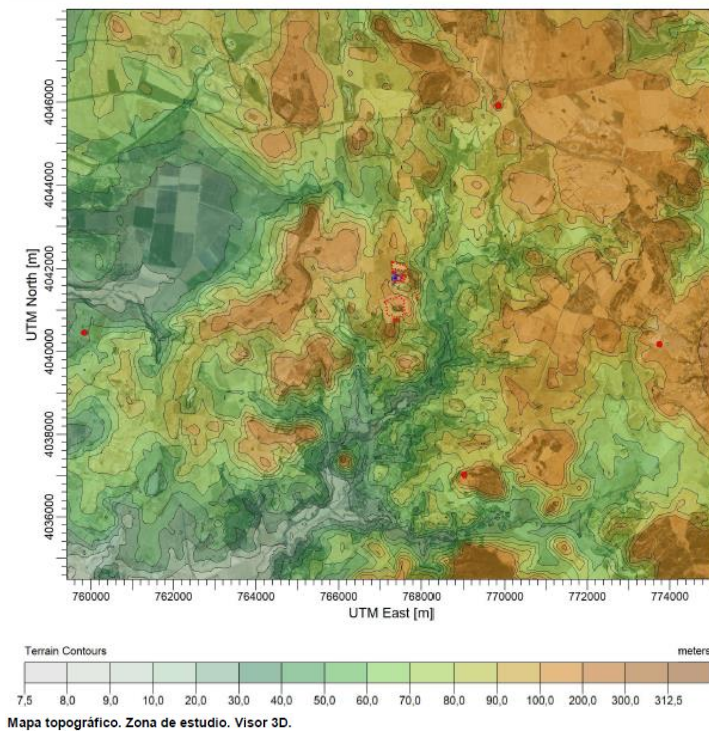 4046000
4044000
4042000
4040000
4038000
4036000
UTM North [m]
760000 762000 764000 766000 768000 770000 772000 774000
UTM East [m]
Terrain Contours meters
7,5 8,0 9,0 10,0 20,0 30,0 40,0 50,0 60,0 70,0 80,0 90,0 100,0 200,0 300,0 312,5
Mapa topográfico. Zona de estudio. Visor 3D.